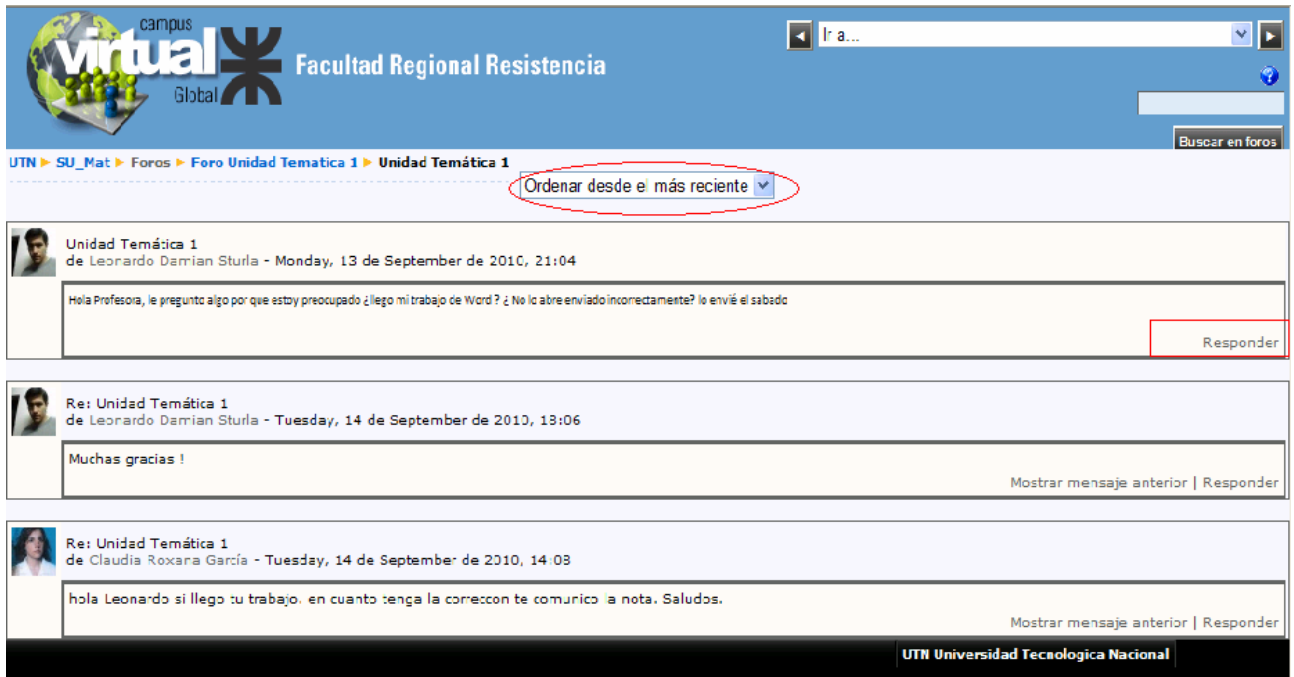 campus
virtual
Global
Facultad Regional Resistencia
Ir a...
Buscar en foros
UTN ► SU_Mat ► Foros ► Foro Unidad Tematica 1 ► Unidad Temática 1
Ordenar desde el más reciente
Unidad Temática 1
de Leonardo Damian Sturla - Monday, 13 de September de 2010, 21:04
Hola Profesora, le pregunto algo por que estoy preocupado ¿llego mi trabajo de Word? ¿ No lo abre enviado incorrectamente? lo envié el sabado
Responder
Re: Unidad Temática 1
de Leonardo Damian Sturla - Tuesday, 14 de September de 2010, 18:06
Muchas gracias !
Mostrar mensaje anterior | Responder
Re: Unidad Temática 1
de Claudia Roxana García - Tuesday, 14 de September de 2010, 14:08
hola Leonardo si llego tu trabajo, en cuanto tenga la correccon te comunico la nota. Saludos.
Mostrar mensaje anterior | Responder
UTN Universidad Tecnologica Nacional